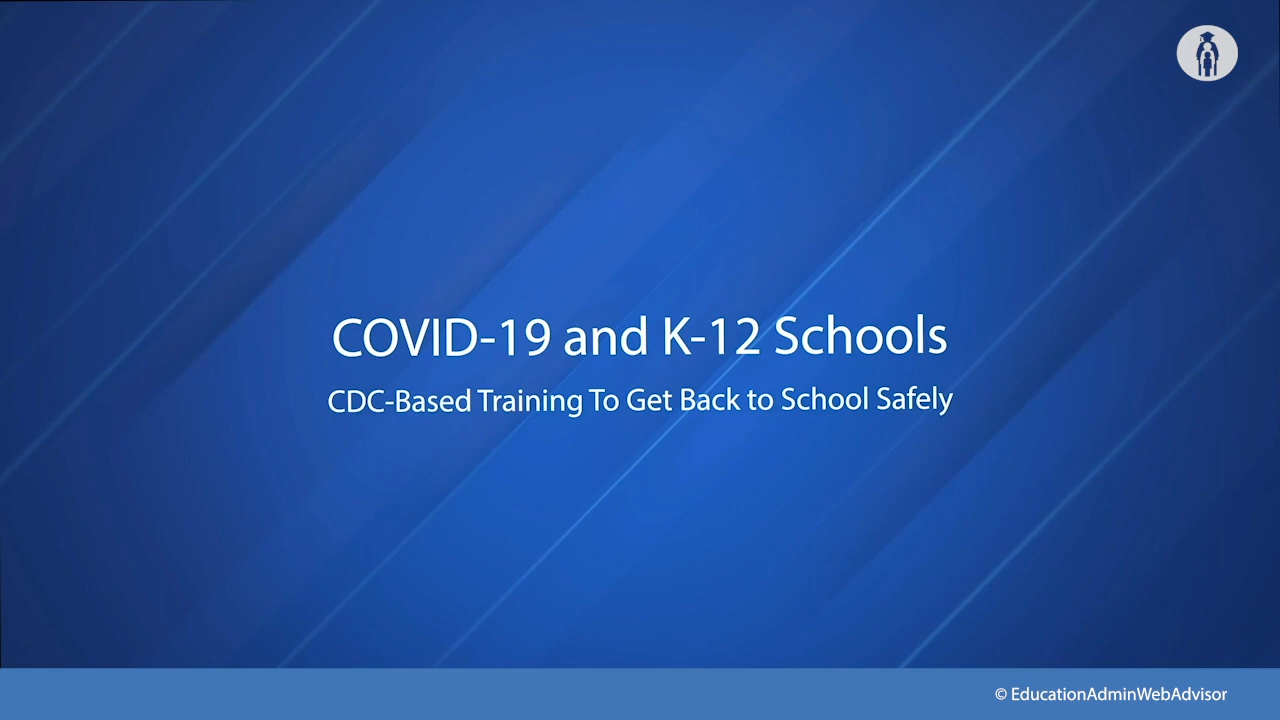 COVID-19 and K-12 Schools
CDC-Based Training To Get Back to School Safely
© EducationAdminWebAdvisor